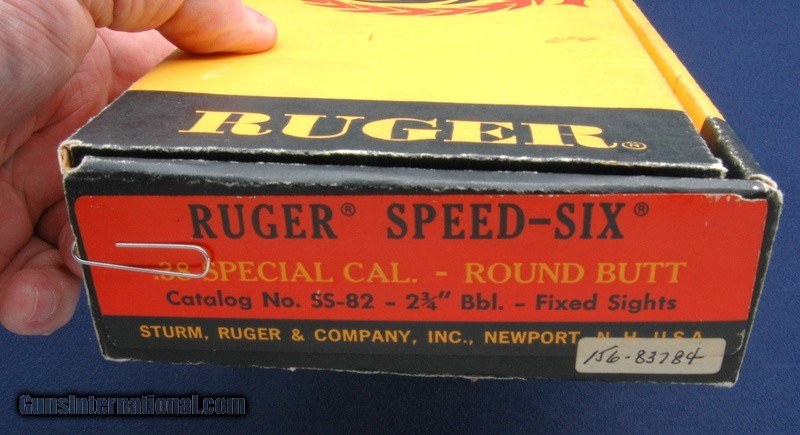 RUGER®
RUGER® SPEED-SIX®
.38 SPECIAL CAL. - ROUND BUTT
Catalog No. SS-82 - 2¾" Bbl. - Fixed Sights
STURM, RUGER & COMPANY, INC., NEWPORT, N.H. U.S.A.
156-83784
GunsInternational.com